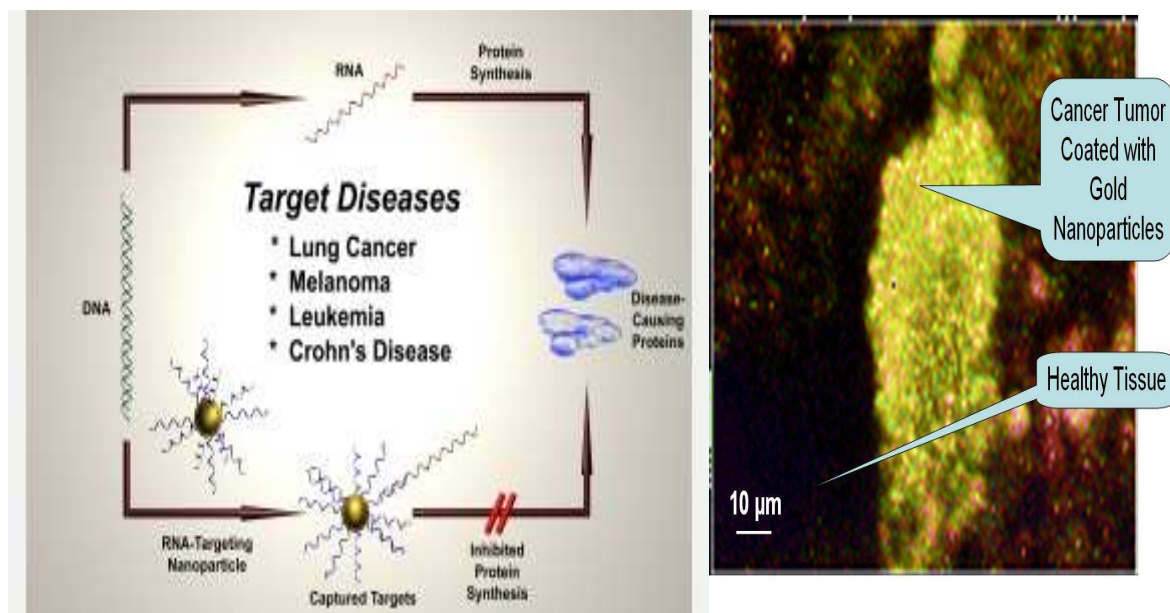 RNA
Protein
Synthesis
Target Diseases
* Lung Cancer
* Melanoma
* Leukemia
* Crohn's Disease
DNA
Disease-
Causing
Proteins
RNA-Targeting
Nanoparticle
Captured Targets
Inhibited
Protein
Synthesis
Cancer Tumor
Coated with
Gold
Nanoparticles
Healthy Tissue
10 µm